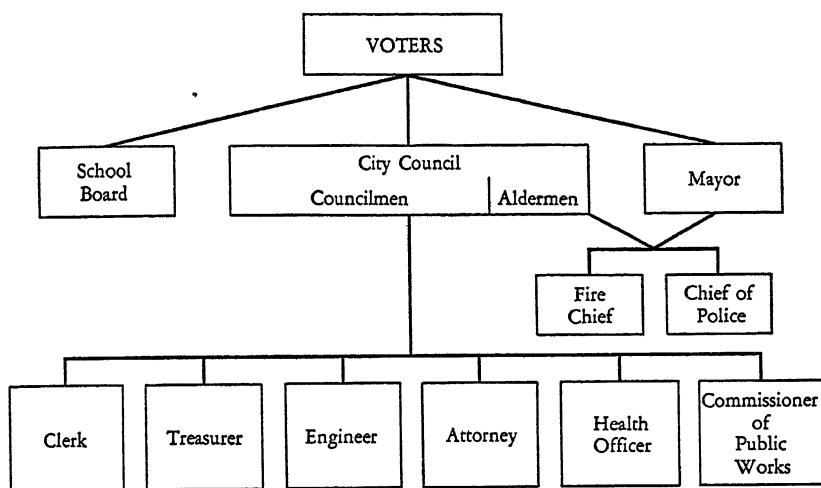 VOTERS
School
Board
City Council
Councilmen
Aldermen
Mayor
Fire
Chief
Chief of
Police
Clerk
Treasurer
Engineer
Attorney
Health
Officer
Commissioner
of
Public
Works